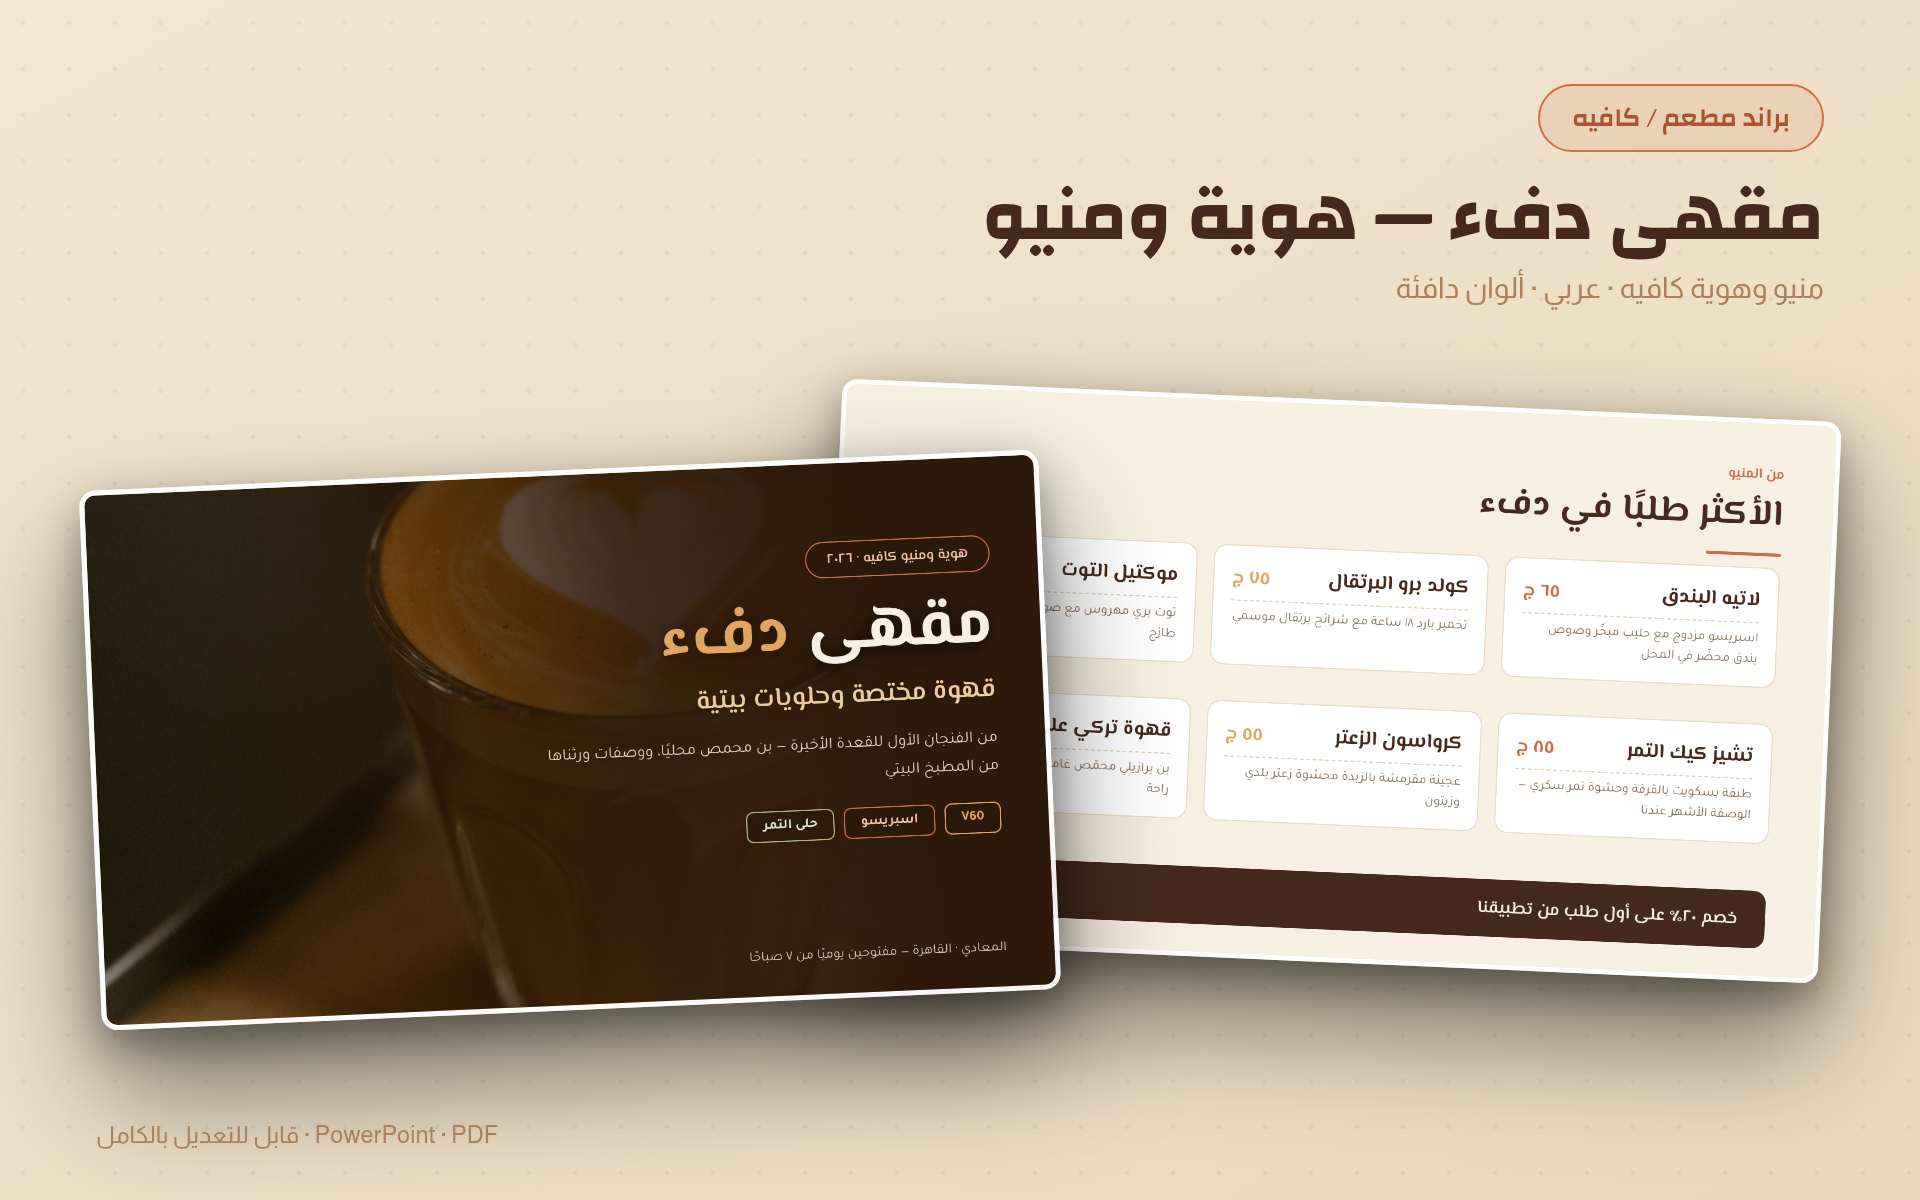 براند مطعم / كافيه
مقهى دفء — هوية ومنيو
منيو وهوية كافيه · عربي · ألوان دافئة
من المنيو
الأكثر طلبًا في دفء
لاتيه البندق
٦٥ ج
اسبريسو مزدوج مع حليب مبخّر وصوص
بندق محضّر في المحل
كولد برو البرتقال
٧٥ ج
تخمير بارد ١٨ ساعة مع شرائح برتقال موسمي
موكتيل التوت
توت بري مهروس مع
طازج
تشيز كيك التمر
٨٥ ج
طبقة بسكويت بالقرفة وحشوة تمر سكري –
الوصفة الأشهر عندنا
كرواسون الزعتر
٥٥ ج
عجينة مقرمشة بالزبدة محشوة زعتر بلدي
وزيتون
قهوة تركي
بن برازيلي محمّص
راحة
خصم ٢٠٪ على أول طلب من تطبيقنا
هوية ومنيو كافيه · ٢٠٢٦
مقهى دفء
قهوة مختصة وحلويات بيتية
من الفنجان الأول للقعدة الأخيرة – بن محمص محليًا، ووصفات ورثناها
من المطبخ البيتي
V60
اسبريسو
حلى التمر
المعادي · القاهرة – مفتوحين يوميًا من ٧ صباحًا
قابل للتعديل بالكامل · PowerPoint · PDF